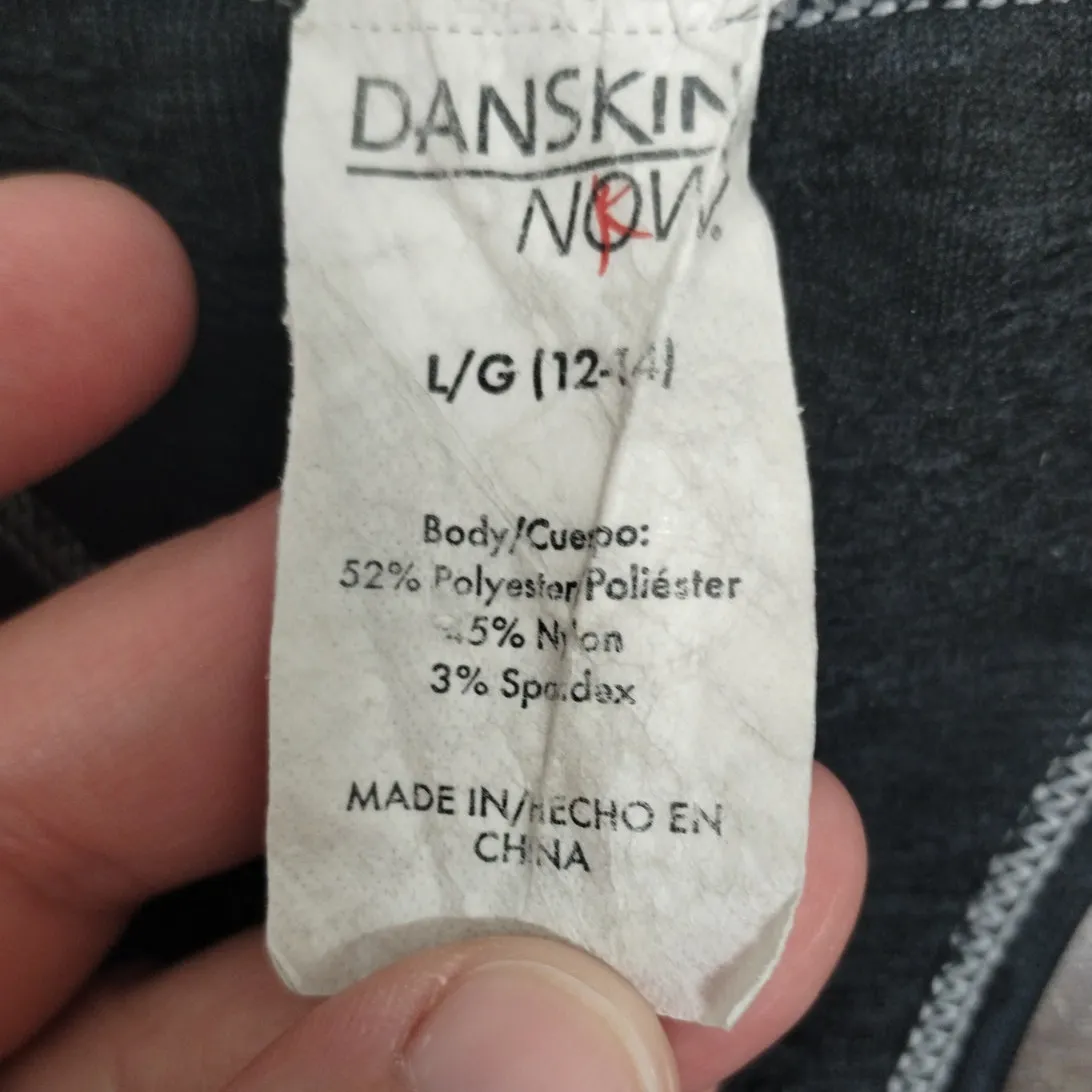 DANSKIN
NOW.
K
L/G (12-14)
Body/Cuerpo:
52% Polyester/Poliéster
45% Nylon
3% Spandex
MADE IN/HECHO EN
CHINA